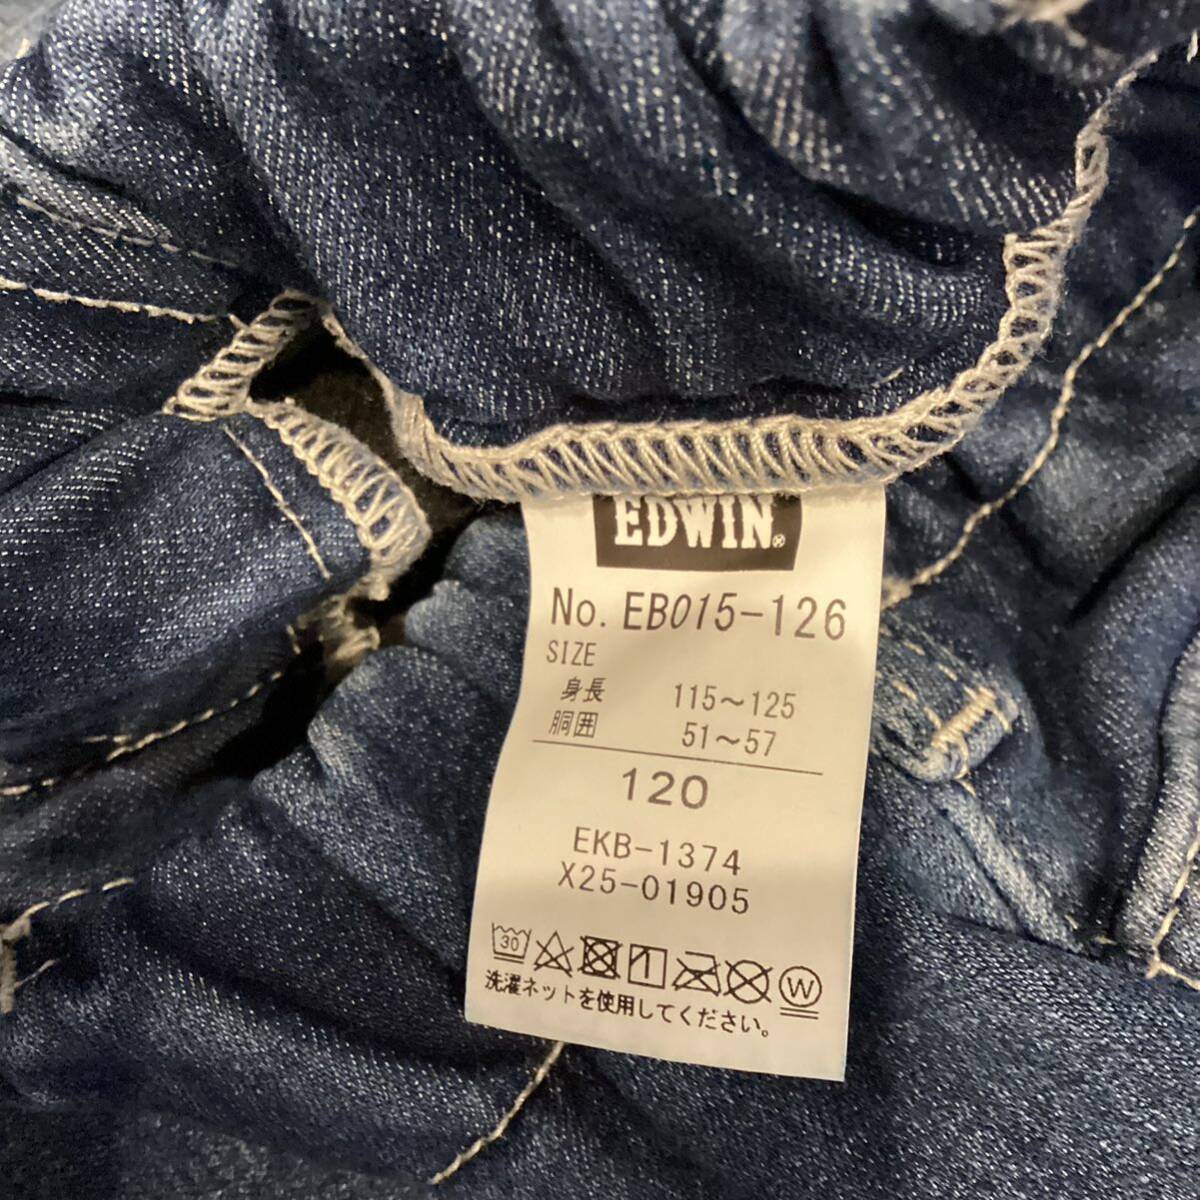 EDWIN®
No. EB015-126
SIZE
身長 115～125
胴囲 51～57
120
EKB-1374
X25-01905
30 W
洗濯ネットを使用してください。